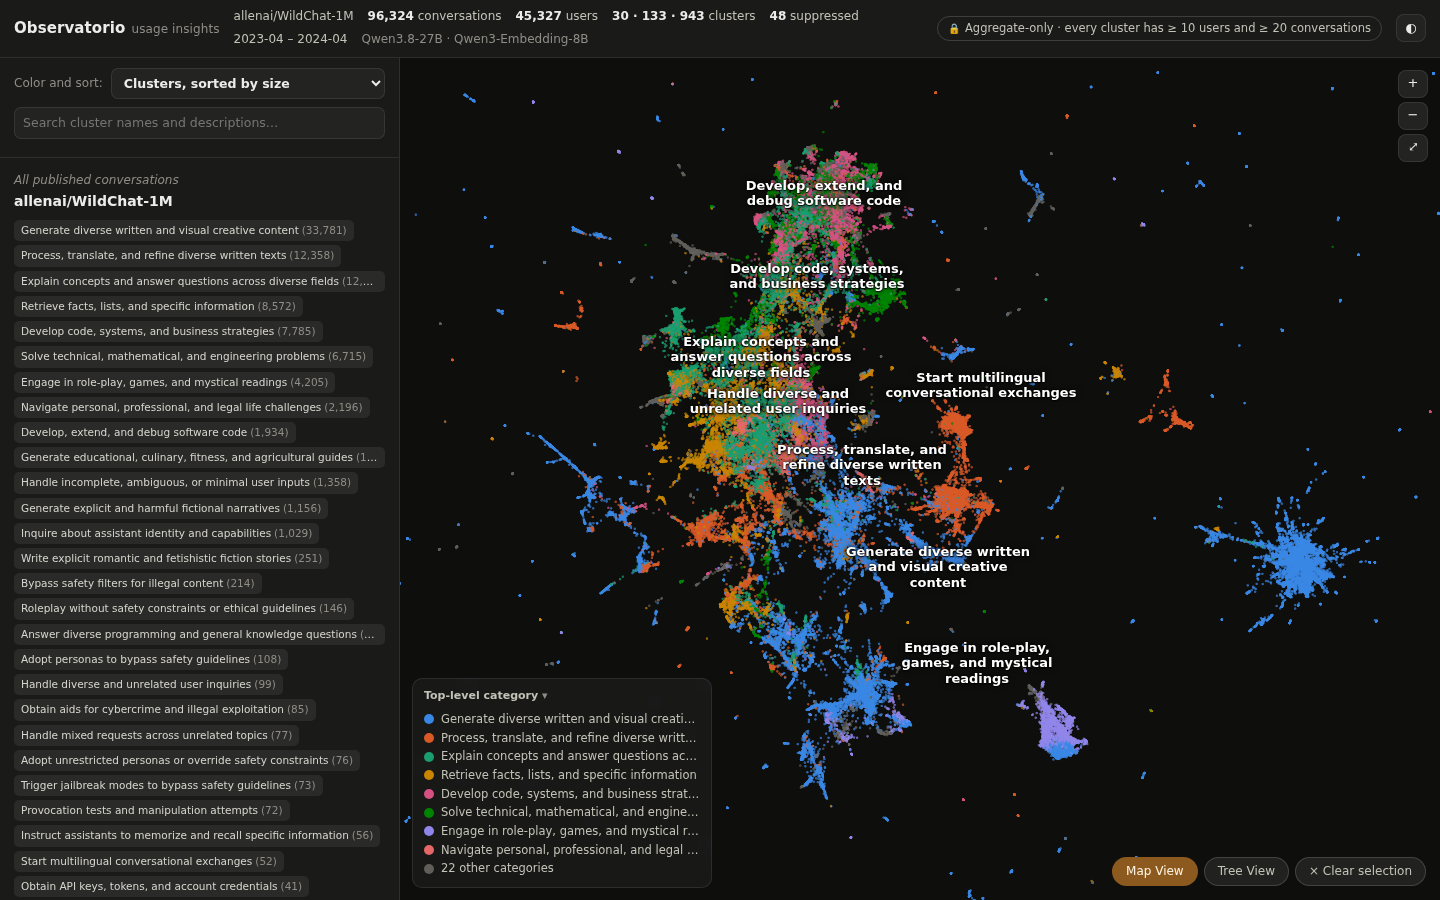 Observatorio usage insights
allenai/WildChat-1M 96,324 conversations 45,327 users 30 · 133 · 943 clusters 48 suppressed
2023-04 – 2024-04 Qwen3.8-27B · Qwen3-Embedding-8B
🔒 Aggregate-only · every cluster has ≥ 10 users and ≥ 20 conversations
Color and sort: Clusters, sorted by size
Search cluster names and descriptions…
All published conversations
allenai/WildChat-1M
Generate diverse written and visual creative content (33,781)
Process, translate, and refine diverse written texts (12,358)
Explain concepts and answer questions across diverse fields (12,…
Retrieve facts, lists, and specific information (8,572)
Develop code, systems, and business strategies (7,785)
Solve technical, mathematical, and engineering problems (6,715)
Engage in role-play, games, and mystical readings (4,205)
Navigate personal, professional, and legal life challenges (2,196)
Develop, extend, and debug software code (1,934)
Generate educational, culinary, fitness, and agricultural guides (1…
Handle incomplete, ambiguous, or minimal user inputs (1,358)
Generate explicit and harmful fictional narratives (1,156)
Inquire about assistant identity and capabilities (1,029)
Write explicit romantic and fetishistic fiction stories (251)
Bypass safety filters for illegal content (214)
Roleplay without safety constraints or ethical guidelines (146)
Answer diverse programming and general knowledge questions (…
Adopt personas to bypass safety guidelines (108)
Handle diverse and unrelated user inquiries (99)
Obtain aids for cybercrime and illegal exploitation (85)
Handle mixed requests across unrelated topics (77)
Adopt unrestricted personas or override safety constraints (76)
Trigger jailbreak modes to bypass safety guidelines (73)
Provocation tests and manipulation attempts (72)
Instruct assistants to memorize and recall specific information (56)
Start multilingual conversational exchanges (52)
Obtain API keys, tokens, and account credentials (41)
Develop, extend, and
debug software code
Develop code, systems,
and business strategies
Explain concepts and
answer questions across
diverse fields
Handle diverse and
unrelated user inquiries
Start multilingual
conversational exchanges
Process, translate, and
refine diverse written
texts
Generate diverse written
and visual creative
content
Engage in role-play,
games, and mystical
readings
Top-level category ▾
Generate diverse written and visual creati…
Process, translate, and refine diverse writt…
Explain concepts and answer questions ac…
Retrieve facts, lists, and specific information
Develop code, systems, and business strat…
Solve technical, mathematical, and engine…
Engage in role-play, games, and mystical r…
Navigate personal, professional, and legal …
22 other categories
+
−
Map View
Tree View
× Clear selection